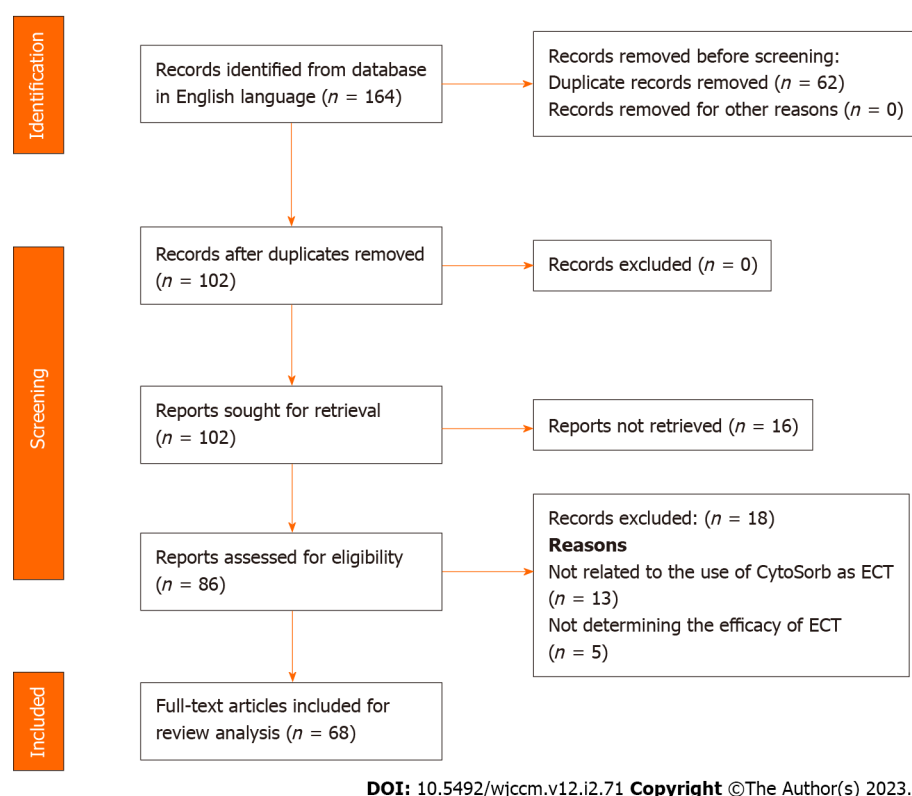 Identification
Records identified from database
in English language (n = 164)
Records removed before screening:
Duplicate records removed (n = 62)
Records removed for other reasons (n = 0)
Screening
Records after duplicates removed
(n = 102)
Records excluded (n = 0)
Reports sought for retrieval
(n = 102)
Reports not retrieved (n = 16)
Reports assessed for eligibility
(n = 86)
Records excluded: (n = 18)
Reasons
Not related to the use of CytoSorb as ECT
(n = 13)
Not determining the efficacy of ECT
(n = 5)
Included
Full-text articles included for
review analysis (n = 68)
DOI: 10.5492/wjccm.v12.i2.71 Copyright ©The Author(s) 2023.